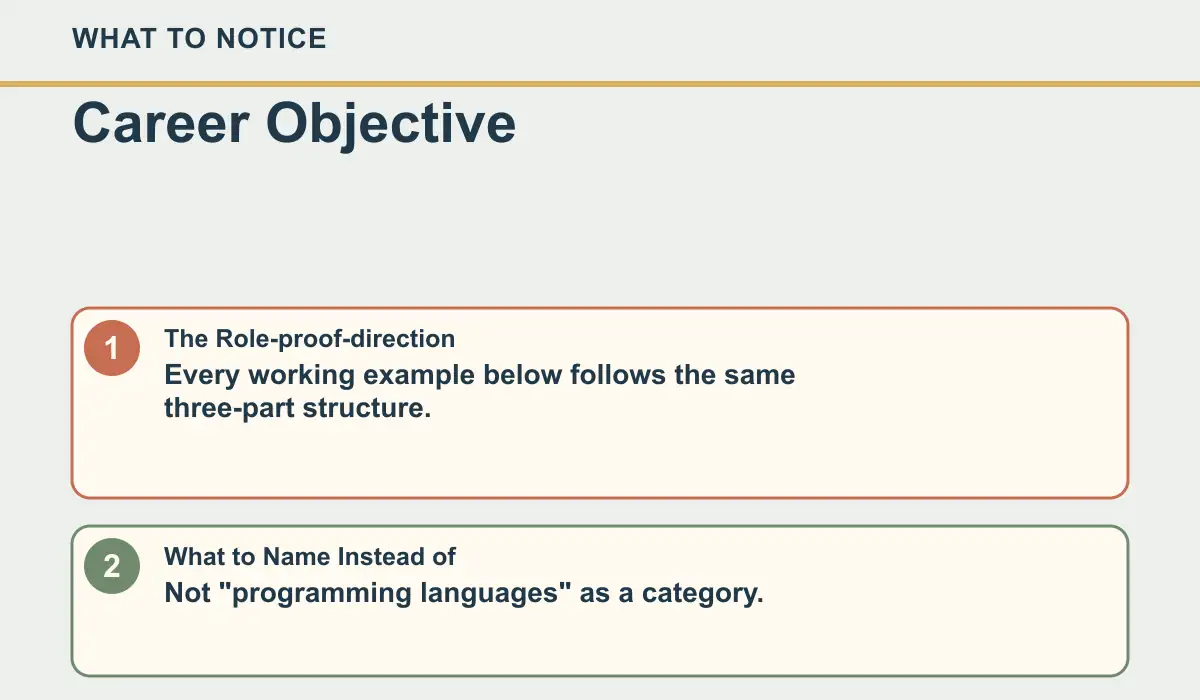 WHAT TO NOTICE
Career Objective
1
The Role-proof-direction
Every working example below follows the same
three-part structure.
2
What to Name Instead of
Not "programming languages" as a category.